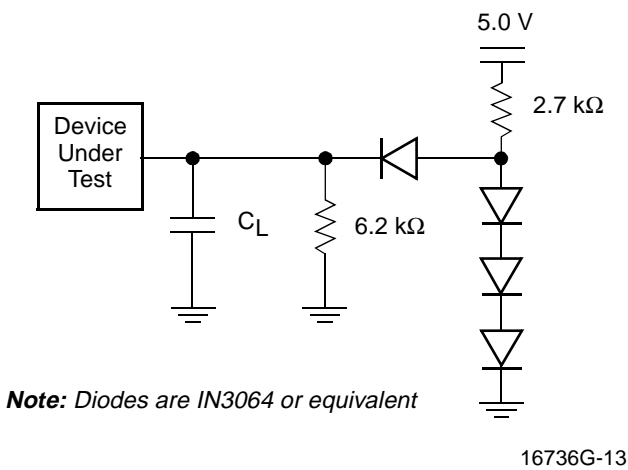 5.0 V
2.7 kΩ
Device
Under
Test
CL
6.2 kΩ
Note: Diodes are IN3064 or equivalent
16736G-13